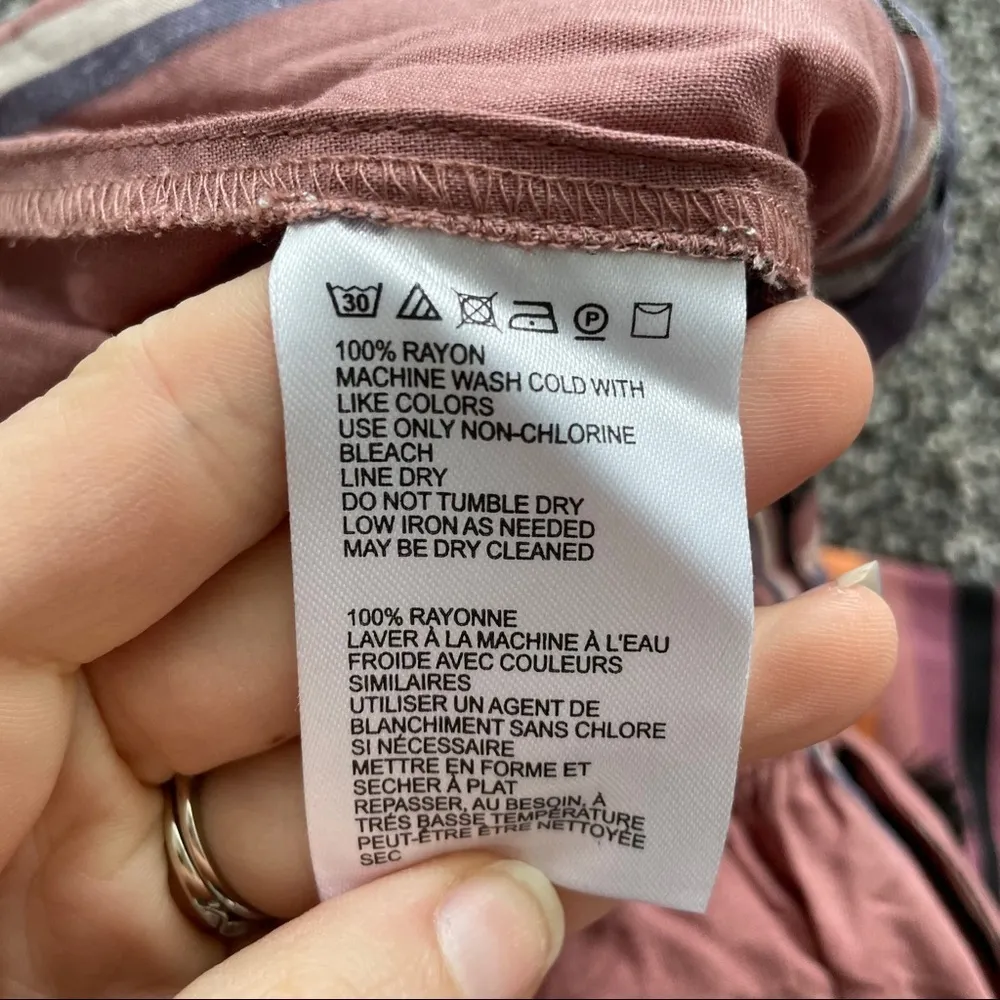 30 P
100% RAYON
MACHINE WASH COLD WITH
LIKE COLORS
USE ONLY NON-CHLORINE
BLEACH
LINE DRY
DO NOT TUMBLE DRY
LOW IRON AS NEEDED
MAY BE DRY CLEANED
100% RAYONNE
LAVER À LA MACHINE À L'EAU
FROIDE AVEC COULEURS
SIMILAIRES
UTILISER UN AGENT DE
BLANCHIMENT SANS CHLORE
SI NÉCESSAIRE
METTRE EN FORME ET
SECHER À PLAT
REPASSER, AU BESOIN, À
TRÉS BASSE TEMPÉRATURE
PEUT-ÊTRE ÊTRE NETTOYÉE
SEC